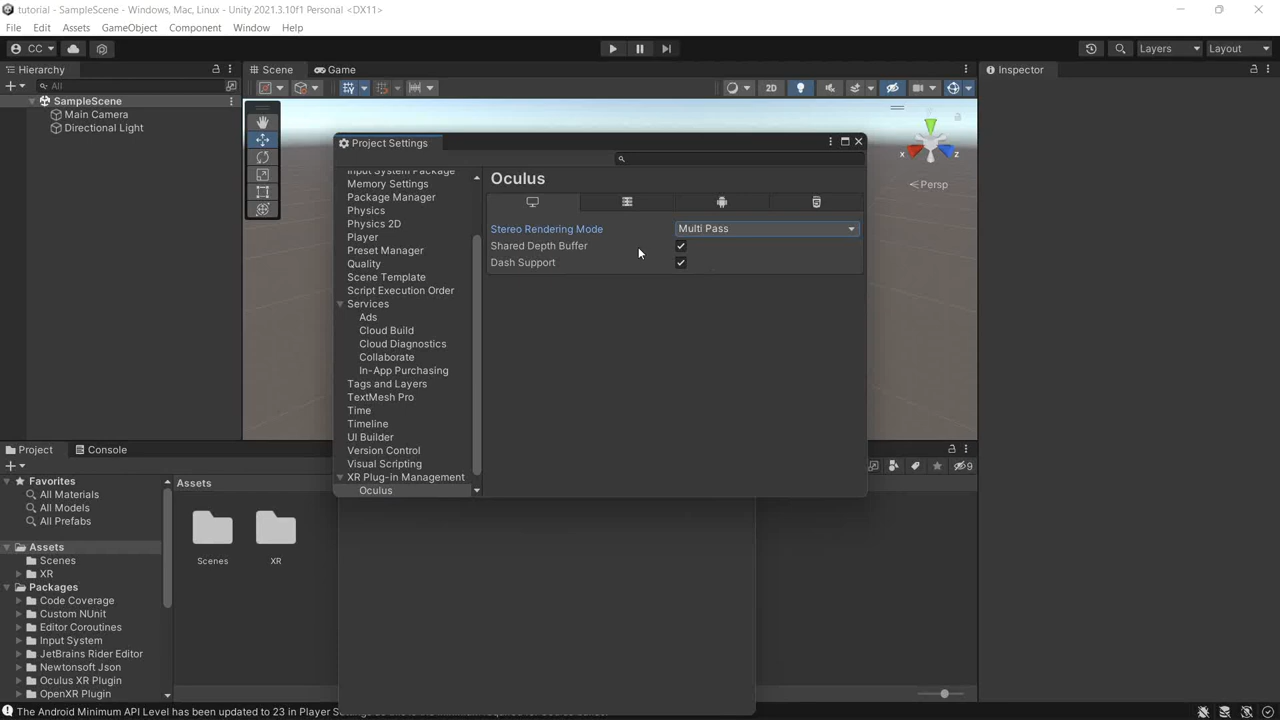 tutorial - SampleScene - Windows, Mac, Linux - Unity 2021.3.10f1 Personal <DX11>
File Edit Assets GameObject Component Window Help
CC Layers Layout
Hierarchy Scene Game Inspector
All
2D
SampleScene
Main Camera
Directional Light
x z
Persp
Project Settings
Oculus
Input System Package
Memory Settings
Package Manager
Physics
Physics 2D
Player
Preset Manager
Quality
Scene Template
Script Execution Order
Services
Ads
Cloud Build
Cloud Diagnostics
Collaborate
In-App Purchasing
Tags and Layers
TextMesh Pro
Time
Timeline
UI Builder
Version Control
Visual Scripting
XR Plug-in Management
Oculus
Stereo Rendering Mode Multi Pass
Shared Depth Buffer
Dash Support
Project Console
9
Favorites
All Materials
All Models
All Prefabs
Assets
Scenes
XR
Packages
Code Coverage
Custom NUnit
Editor Coroutines
Input System
JetBrains Rider Editor
Newtonsoft Json
Oculus XR Plugin
OpenXR Plugin
Assets
Scenes XR
The Android Minimum API Level has been updated to 23 in Player